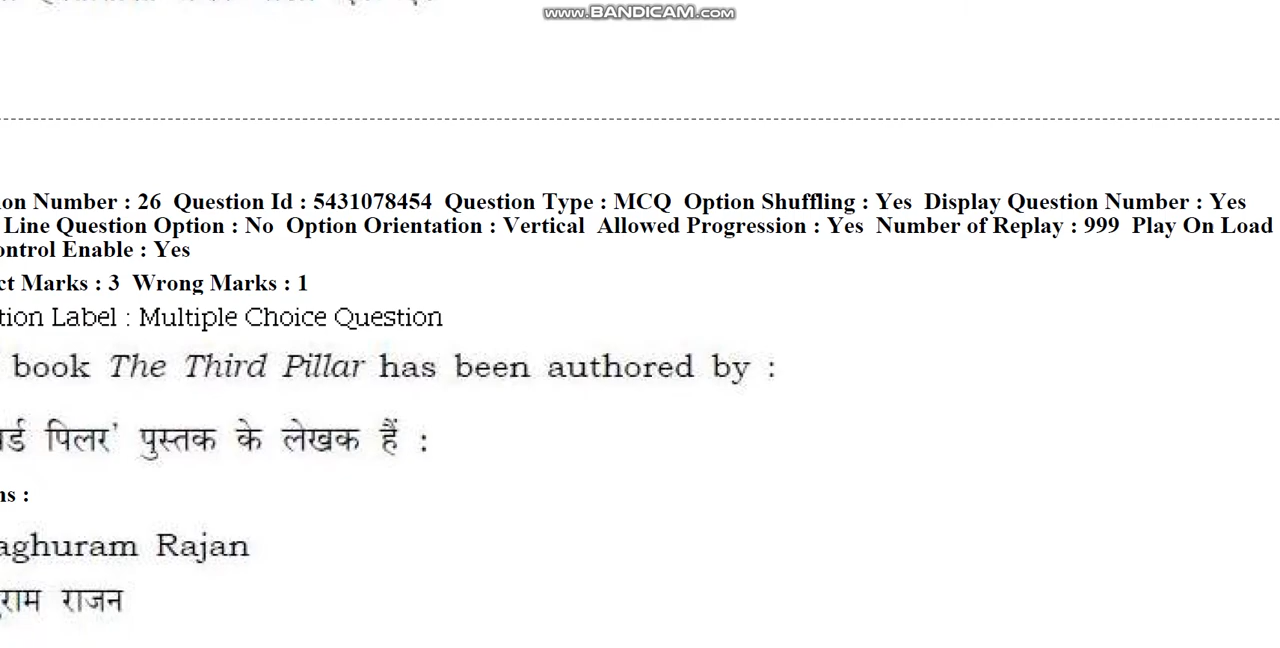 www.BANDICAM.com
on Number : 26 Question Id : 5431078454 Question Type : MCQ Option Shuffling : Yes Display Question Number : Yes
Line Question Option : No Option Orientation : Vertical Allowed Progression : Yes Number of Replay : 999 Play On Load
ontrol Enable : Yes
ct Marks : 3 Wrong Marks : 1
tion Label : Multiple Choice Question
book The Third Pillar has been authored by :
र्ड पिलर' पुस्तक के लेखक हैं :
ns :
aghuram Rajan
ुराम राजन